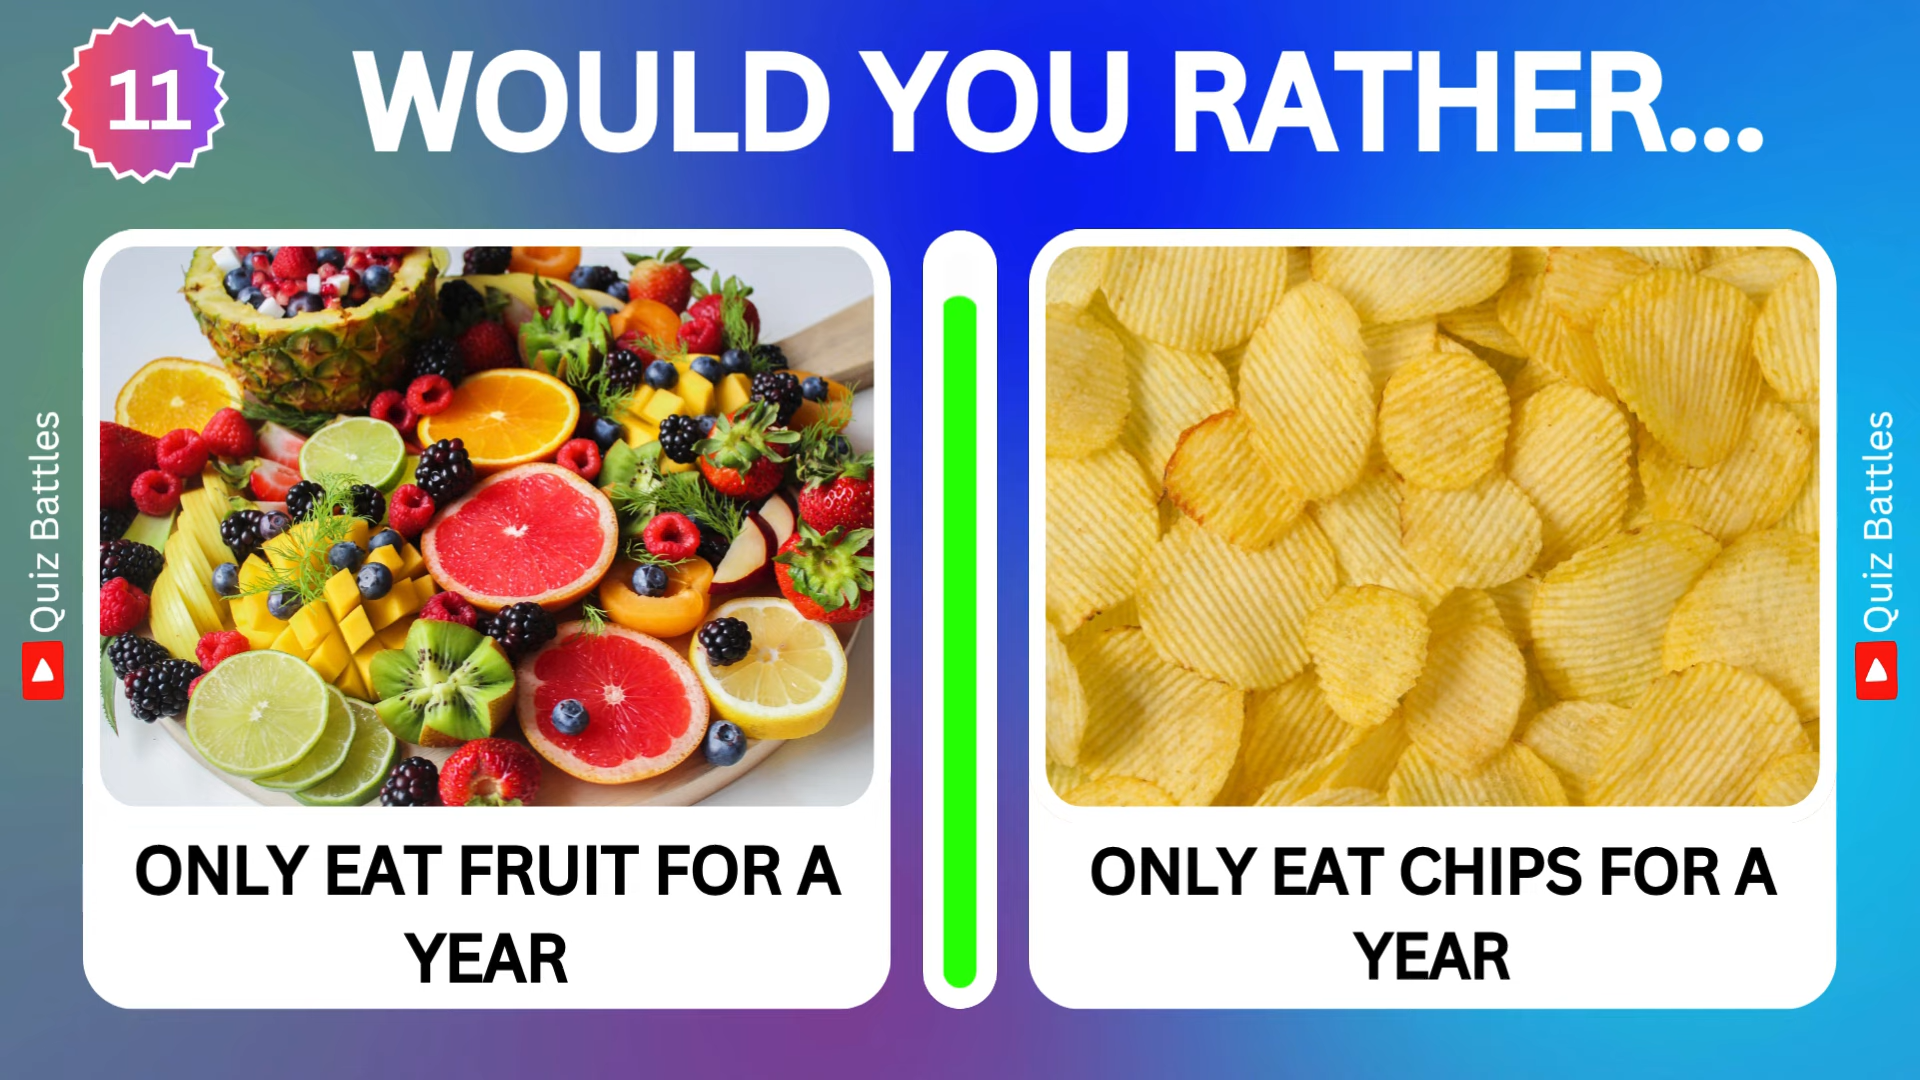 11
WOULD YOU RATHER...
Quiz Battles
ONLY EAT FRUIT FOR A
YEAR
ONLY EAT CHIPS FOR A
YEAR
Quiz Battles